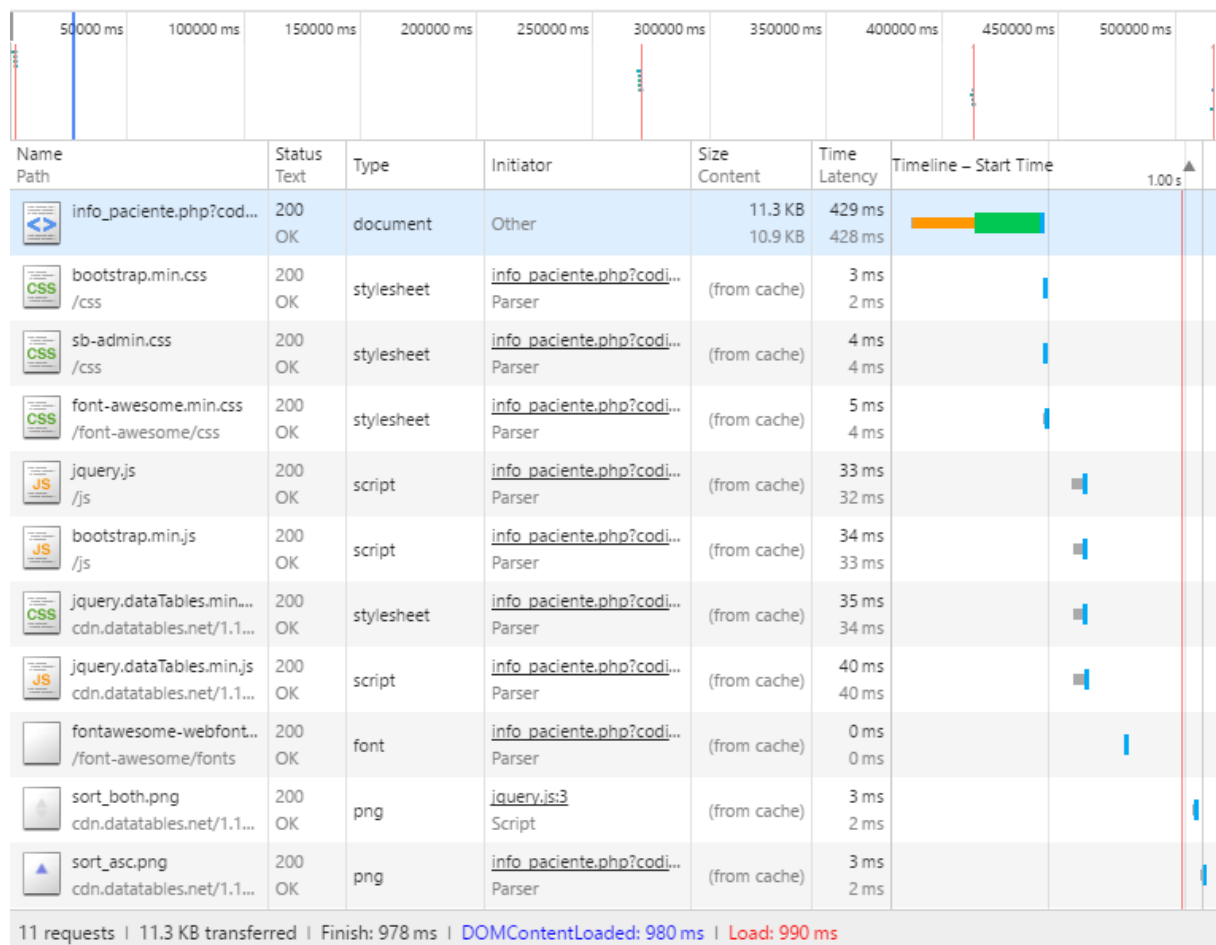 50000 ms 100000 ms 150000 ms 200000 ms 250000 ms 300000 ms 350000 ms 400000 ms 450000 ms 500000 ms
Name Status Type Initiator Size Time Timeline – Start Time
Path Text Content Latency 1.00 s
info_paciente.php?cod... 200 document Other 11.3 KB 429 ms
OK 10.9 KB 428 ms
bootstrap.min.css 200 stylesheet info_paciente.php?codi... (from cache) 3 ms
/css OK Parser 2 ms
sb-admin.css 200 stylesheet info_paciente.php?codi... (from cache) 4 ms
/css OK Parser 4 ms
font-awesome.min.css 200 stylesheet info_paciente.php?codi... (from cache) 5 ms
/font-awesome/css OK Parser 4 ms
jquery.js 200 script info_paciente.php?codi... (from cache) 33 ms
/js OK Parser 32 ms
bootstrap.min.js 200 script info_paciente.php?codi... (from cache) 34 ms
/js OK Parser 33 ms
jquery.dataTables.min.... 200 stylesheet info_paciente.php?codi... (from cache) 35 ms
cdn.datatables.net/1.1... OK Parser 34 ms
jquery.dataTables.min.js 200 script info_paciente.php?codi... (from cache) 40 ms
cdn.datatables.net/1.1... OK Parser 40 ms
fontawesome-webfont... 200 font info_paciente.php?codi... (from cache) 0 ms
/font-awesome/fonts OK Parser 0 ms
sort_both.png 200 png jquery.js:3 (from cache) 3 ms
cdn.datatables.net/1.1... OK Script 2 ms
sort_asc.png 200 png info_paciente.php?codi... (from cache) 3 ms
cdn.datatables.net/1.1... OK Parser 2 ms
11 requests | 11.3 KB transferred | Finish: 978 ms | DOMContentLoaded: 980 ms | Load: 990 ms